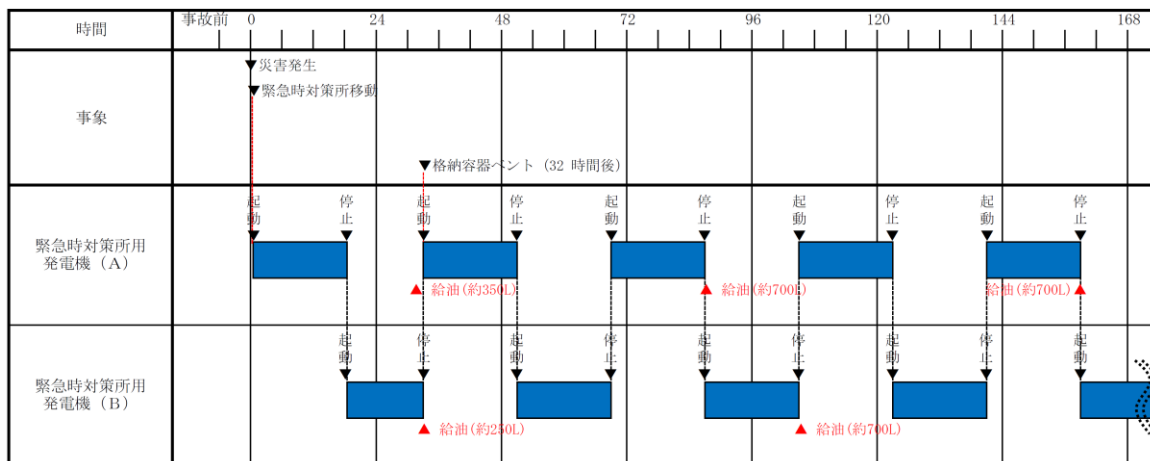 時間
事故前 0 24 48 72 96 120 144 168
事象
▼災害発生
▼緊急時対策所移動
▼格納容器ベント (32 時間後)
緊急時対策所用
発電機 (A)
起動 停止 起動 停止 起動 停止 起動 停止 起動 停止
▲ 給油(約350L) ▲ 給油(約700L) 給油(約700L) ▲
緊急時対策所用
発電機 (B)
起動 停止 起動 停止 起動 停止 起動 停止 起動
▲ 給油(約250L) ▲ 給油(約700L)